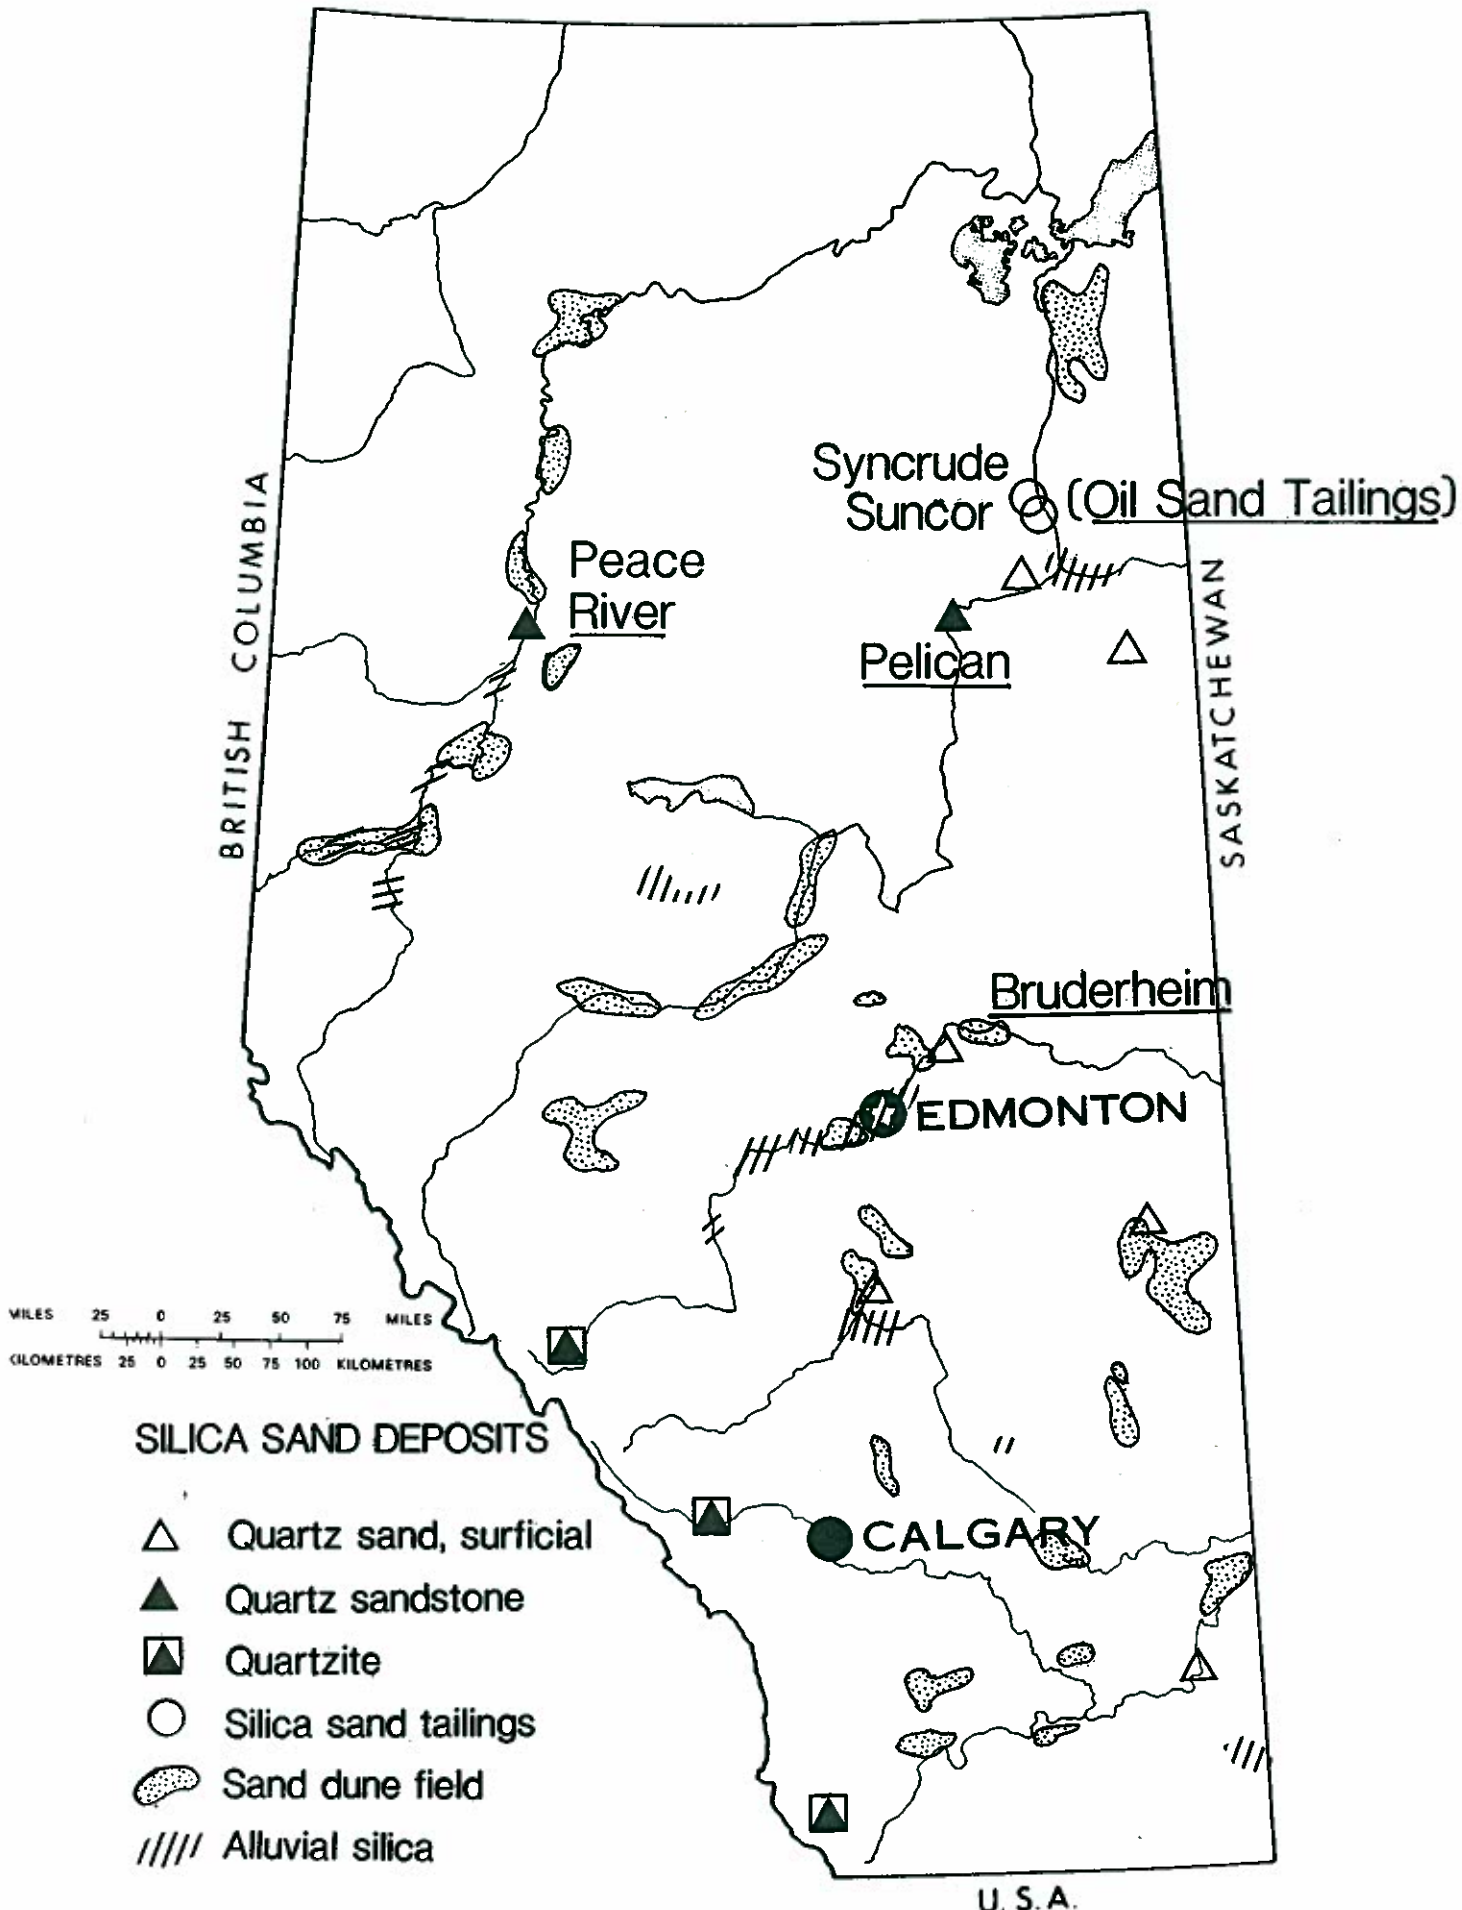 Syncrude
Suncor
(Oil Sand Tailings)
Peace
River
Pelican
BRITISH COLUMBIA
SASKATCHEWAN
Bruderheim
EDMONTON
MILES 25 0 25 50 75 MILES
KILOMETRES 25 0 25 50 75 100 KILOMETRES
SILICA SAND DEPOSITS
Quartz sand, surficial
Quartz sandstone
Quartzite
Silica sand tailings
Sand dune field
Alluvial silica
CALGARY
U.S.A.